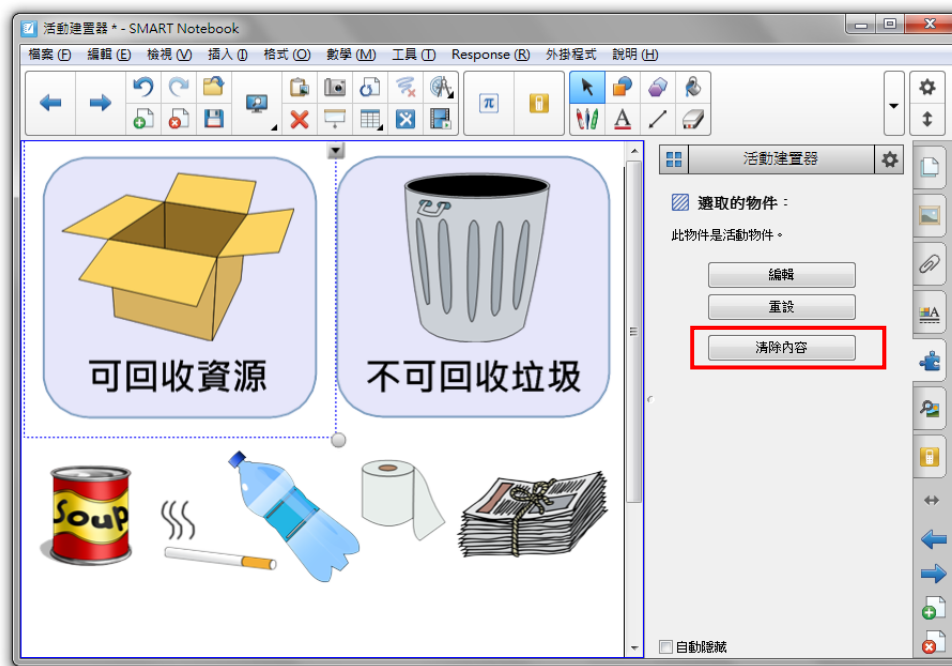 活動建置器 * - SMART Notebook
檔案 (F) 編輯 (E) 檢視 (V) 插入 (I) 格式 (O) 數學 (M) 工具 (T) Response (R) 外掛程式 說明 (H)
π
A
活動建置器
選取的物件：
此物件是活動物件。
編輯
重設
清除內容
可回收資源
不可回收垃圾
Soup
自動隱藏